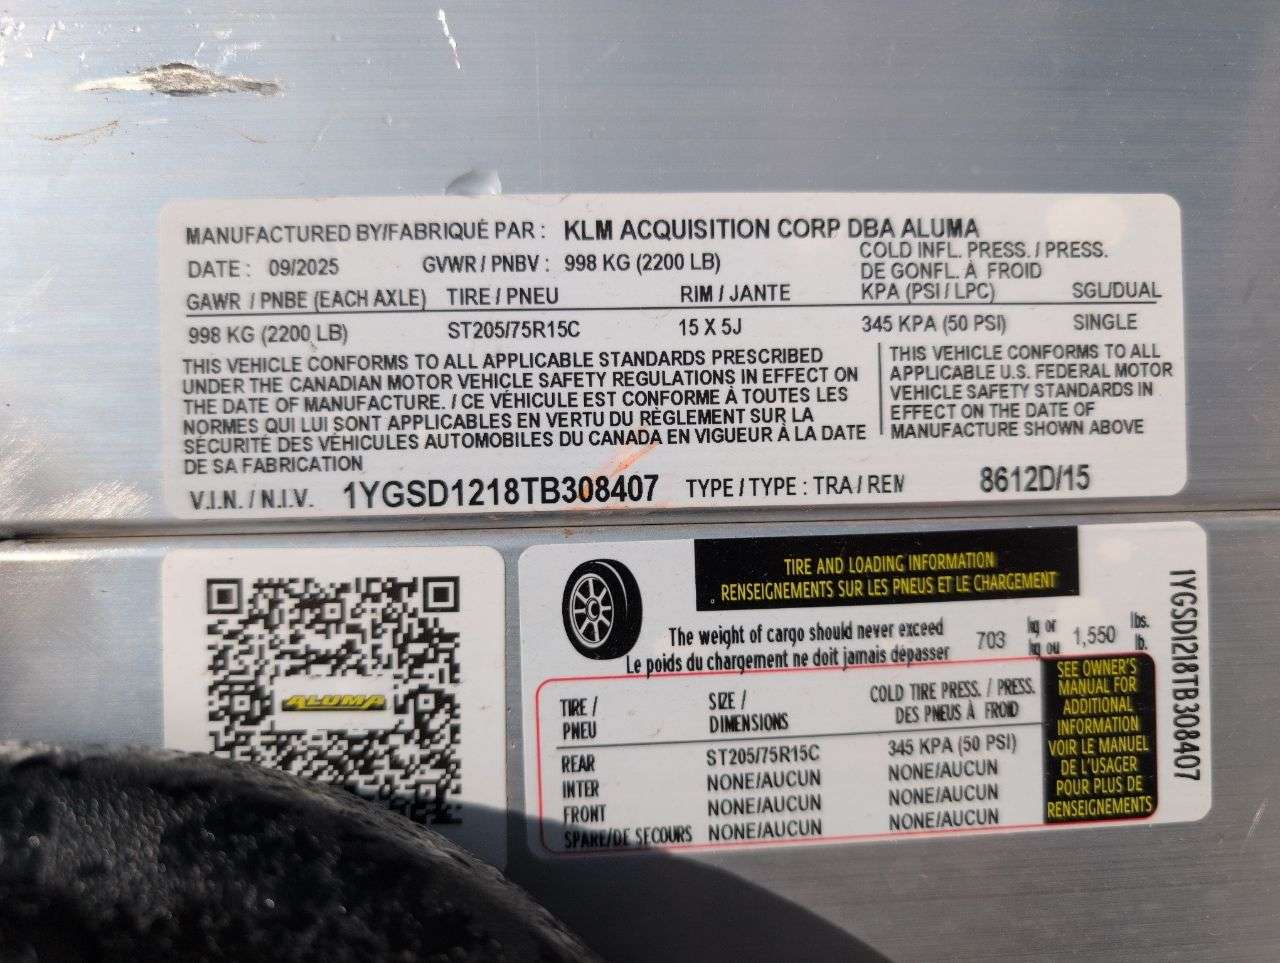 MANUFACTURED BY/FABRIQUÉ PAR : KLM ACQUISITION CORP DBA ALUMA
DATE : 09/2025 GVWR / PNBV : 998 KG (2200 LB) COLD INFL. PRESS. / PRESS. DE GONFL. À FROID
GAWR / PNBE (EACH AXLE) TIRE / PNEU RIM / JANTE KPA (PSI / LPC) SGL/DUAL
998 KG (2200 LB) ST205/75R15C 15 X 5J 345 KPA (50 PSI) SINGLE
THIS VEHICLE CONFORMS TO ALL APPLICABLE STANDARDS PRESCRIBED
UNDER THE CANADIAN MOTOR VEHICLE SAFETY REGULATIONS IN EFFECT ON
THE DATE OF MANUFACTURE. / CE VÉHICULE EST CONFORME À TOUTES LES
NORMES QUI LUI SONT APPLICABLES EN VERTU DU RÈGLEMENT SUR LA
SÉCURITÉ DES VÉHICULES AUTOMOBILES DU CANADA EN VIGUEUR À LA DATE
DE SA FABRICATION
THIS VEHICLE CONFORMS TO ALL
APPLICABLE U.S. FEDERAL MOTOR
VEHICLE SAFETY STANDARDS IN
EFFECT ON THE DATE OF
MANUFACTURE SHOWN ABOVE
V.I.N. / N.I.V. 1YGSD1218TB308407 TYPE / TYPE : TRA / REM 8612D/15
ALUMA
TIRE AND LOADING INFORMATION
RENSEIGNEMENTS SUR LES PNEUS ET LE CHARGEMENT
The weight of cargo should never exceed 703 kg or 1,550 lbs.
Le poids du chargement ne doit jamais dépasser kg ou lb.
TIRE / PNEU SIZE / DIMENSIONS COLD TIRE PRESS. / PRESS. DES PNEUS À FROID
REAR ST205/75R15C 345 KPA (50 PSI)
INTER NONE/AUCUN NONE/AUCUN
FRONT NONE/AUCUN NONE/AUCUN
SPARE/DE SECOURS NONE/AUCUN NONE/AUCUN
SEE OWNER'S
MANUAL FOR
ADDITIONAL
INFORMATION
VOIR LE MANUEL
DE L'USAGER
POUR PLUS DE
RENSEIGNEMENTS
1YGSD1218TB308407